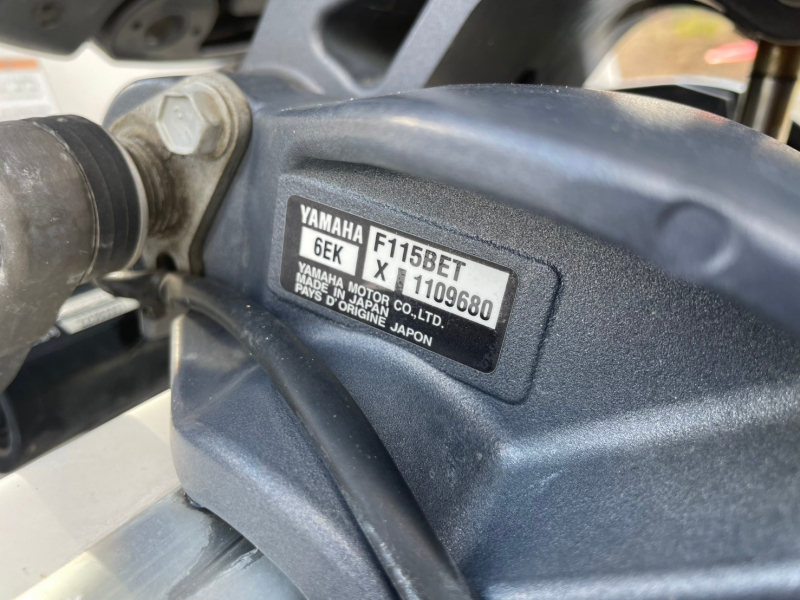 YAMAHA
6EK
F115BET
X 1109680
YAMAHA MOTOR CO.,LTD.
MADE IN JAPAN
PAYS D'ORIGINE JAPON